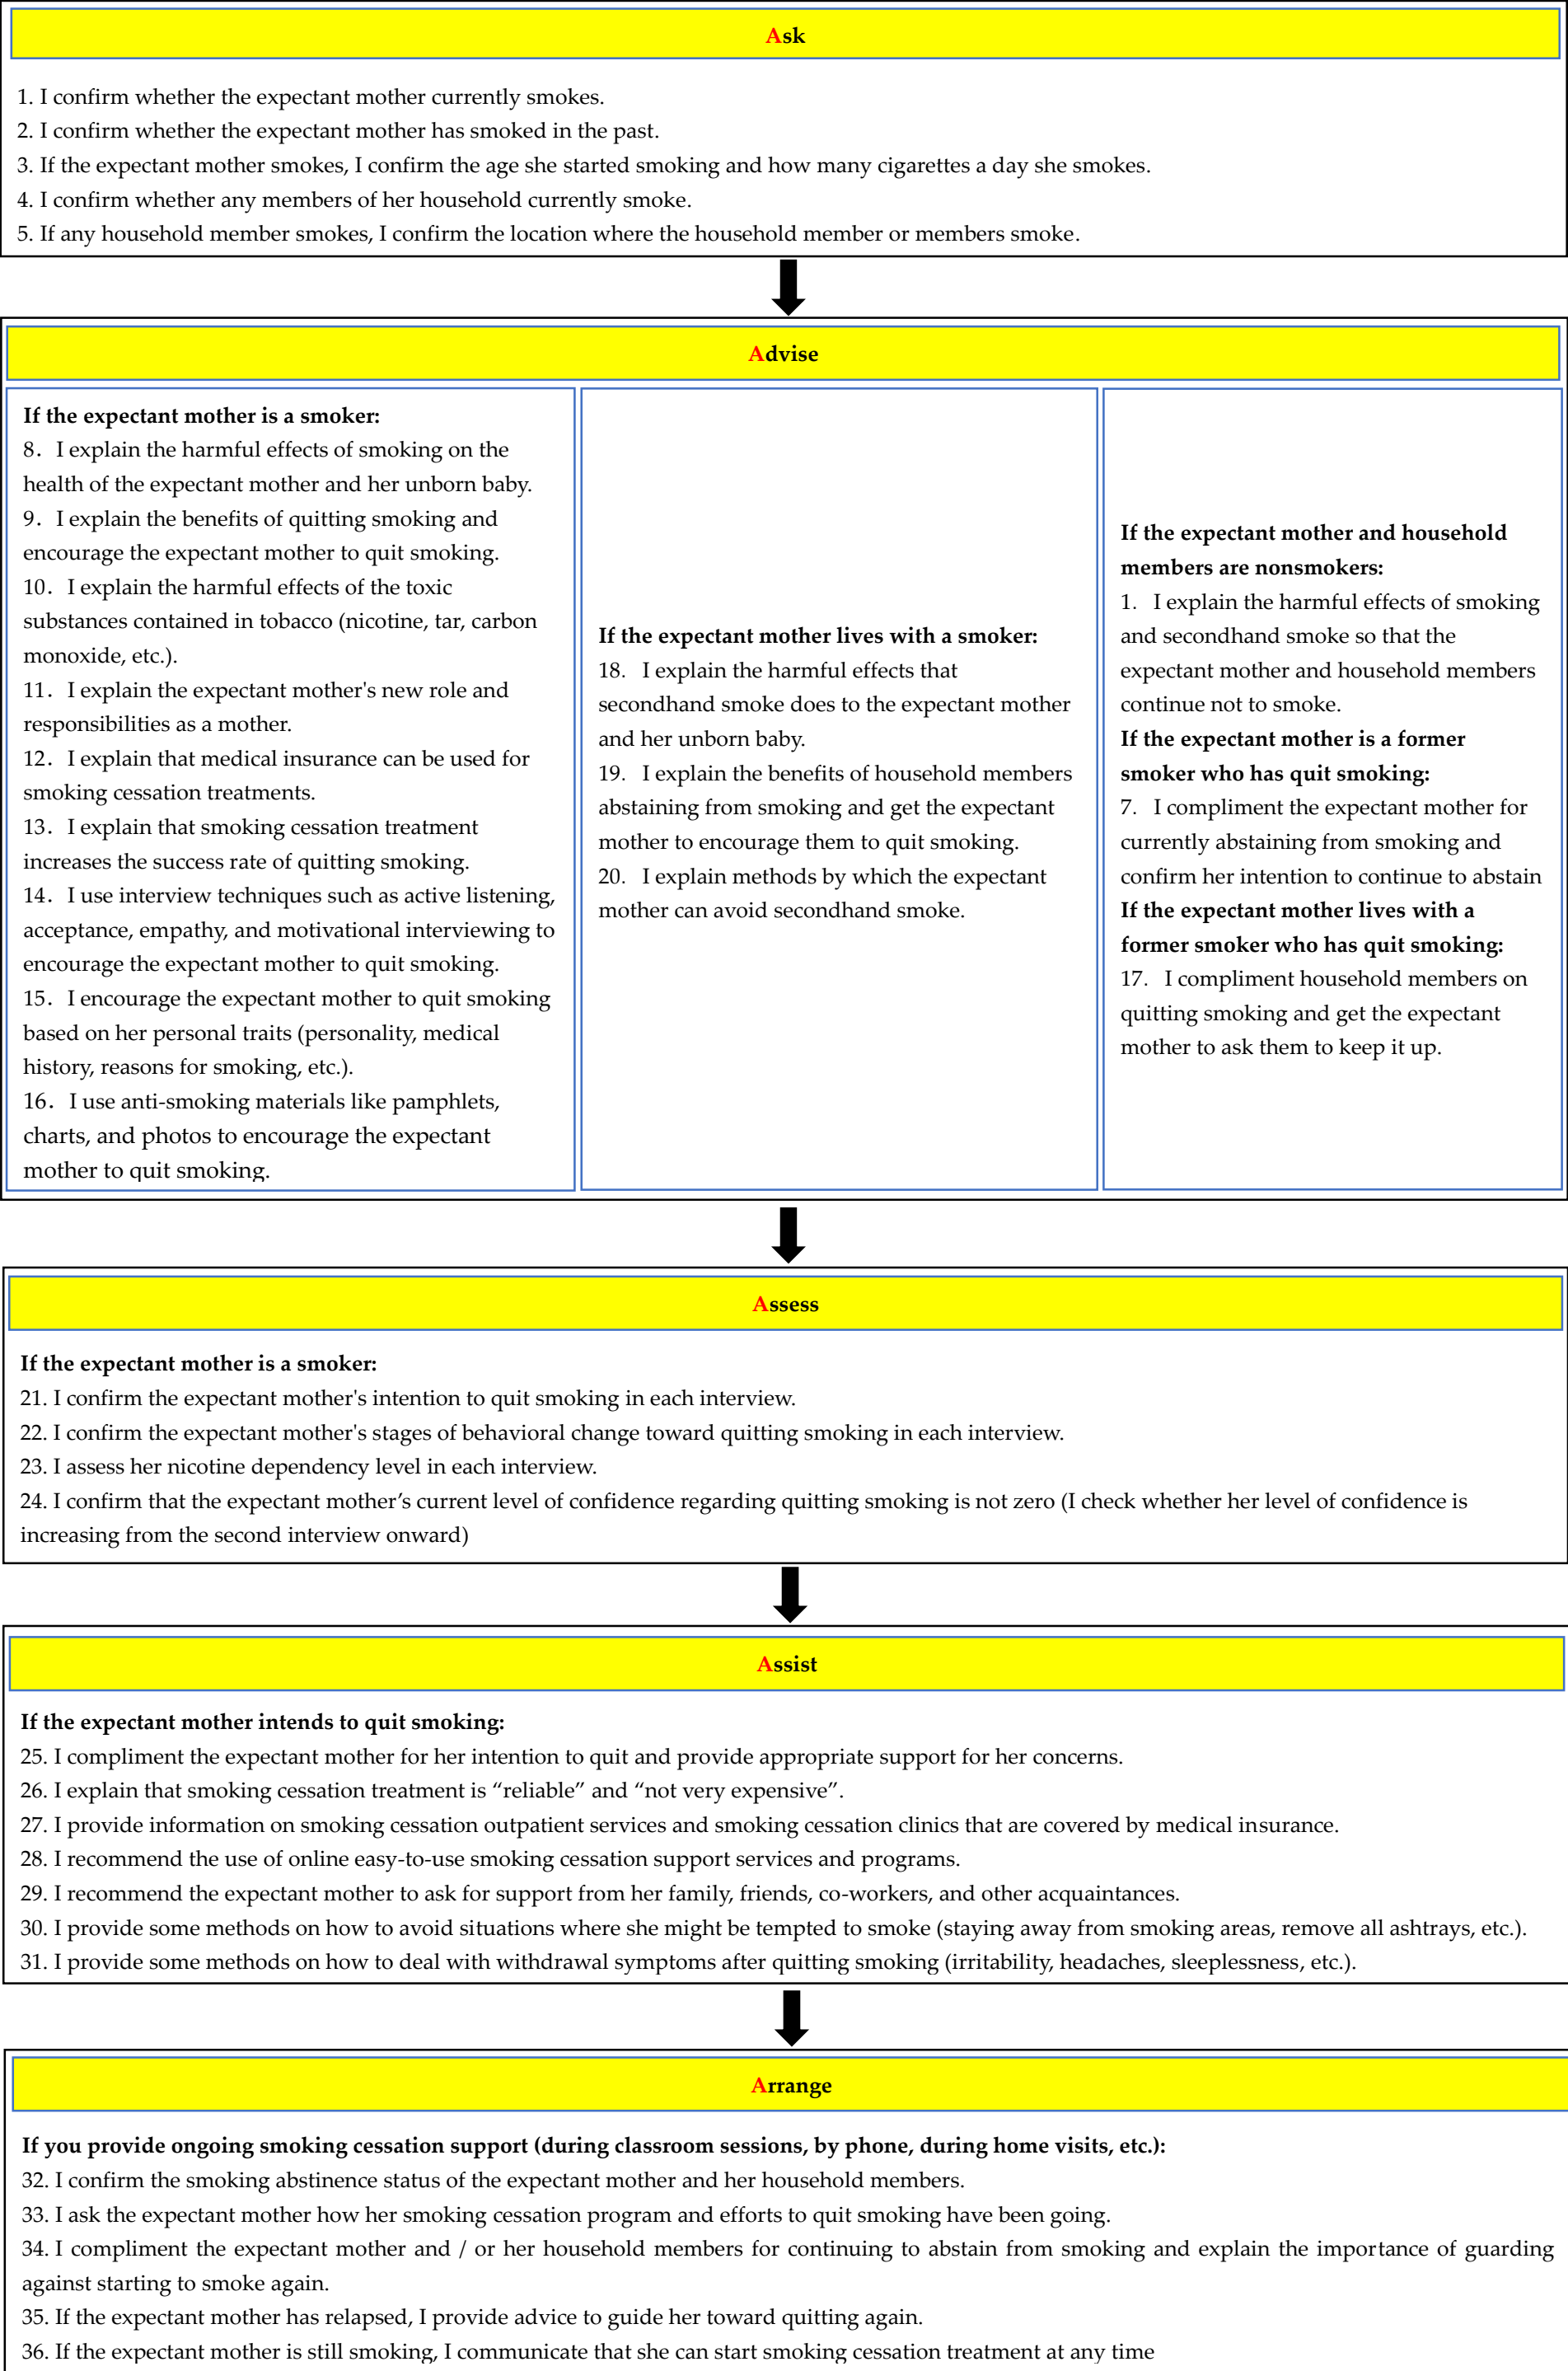 Ask
1. I confirm whether the expectant mother currently smokes.
2. I confirm whether the expectant mother has smoked in the past.
3. If the expectant mother smokes, I confirm the age she started smoking and how many cigarettes a day she smokes.
4. I confirm whether any members of her household currently smoke.
5. If any household member smokes, I confirm the location where the household member or members smoke.
Advise
If the expectant mother is a smoker:
8. I explain the harmful effects of smoking on the
health of the expectant mother and her unborn baby.
9. I explain the benefits of quitting smoking and
encourage the expectant mother to quit smoking.
10. I explain the harmful effects of the toxic
substances contained in tobacco (nicotine, tar, carbon
monoxide, etc.).
11. I explain the expectant mother's new role and
responsibilities as a mother.
12. I explain that medical insurance can be used for
smoking cessation treatments.
13. I explain that smoking cessation treatment
increases the success rate of quitting smoking.
14. I use interview techniques such as active listening,
acceptance, empathy, and motivational interviewing to
encourage the expectant mother to quit smoking.
15. I encourage the expectant mother to quit smoking
based on her personal traits (personality, medical
history, reasons for smoking, etc.).
16. I use anti-smoking materials like pamphlets,
charts, and photos to encourage the expectant
mother to quit smoking.
If the expectant mother lives with a smoker:
18. I explain the harmful effects that
secondhand smoke does to the expectant mother
and her unborn baby.
19. I explain the benefits of household members
abstaining from smoking and get the expectant
mother to encourage them to quit smoking.
20. I explain methods by which the expectant
mother can avoid secondhand smoke.
If the expectant mother and household
members are nonsmokers:
1. I explain the harmful effects of smoking
and secondhand smoke so that the
expectant mother and household members
continue not to smoke.
If the expectant mother is a former
smoker who has quit smoking:
7. I compliment the expectant mother for
currently abstaining from smoking and
confirm her intention to continue to abstain
If the expectant mother lives with a
former smoker who has quit smoking:
17. I compliment household members on
quitting smoking and get the expectant
mother to ask them to keep it up.
Assess
If the expectant mother is a smoker:
21. I confirm the expectant mother's intention to quit smoking in each interview.
22. I confirm the expectant mother's stages of behavioral change toward quitting smoking in each interview.
23. I assess her nicotine dependency level in each interview.
24. I confirm that the expectant mother’s current level of confidence regarding quitting smoking is not zero (I check whether her level of confidence is
increasing from the second interview onward)
Assist
If the expectant mother intends to quit smoking:
25. I compliment the expectant mother for her intention to quit and provide appropriate support for her concerns.
26. I explain that smoking cessation treatment is “reliable” and “not very expensive”.
27. I provide information on smoking cessation outpatient services and smoking cessation clinics that are covered by medical insurance.
28. I recommend the use of online easy-to-use smoking cessation support services and programs.
29. I recommend the expectant mother to ask for support from her family, friends, co-workers, and other acquaintances.
30. I provide some methods on how to avoid situations where she might be tempted to smoke (staying away from smoking areas, remove all ashtrays, etc.).
31. I provide some methods on how to deal with withdrawal symptoms after quitting smoking (irritability, headaches, sleeplessness, etc.).
Arrange
If you provide ongoing smoking cessation support (during classroom sessions, by phone, during home visits, etc.):
32. I confirm the smoking abstinence status of the expectant mother and her household members.
33. I ask the expectant mother how her smoking cessation program and efforts to quit smoking have been going.
34. I compliment the expectant mother and / or her household members for continuing to abstain from smoking and explain the importance of guarding
against starting to smoke again.
35. If the expectant mother has relapsed, I provide advice to guide her toward quitting again.
36. If the expectant mother is still smoking, I communicate that she can start smoking cessation treatment at any time